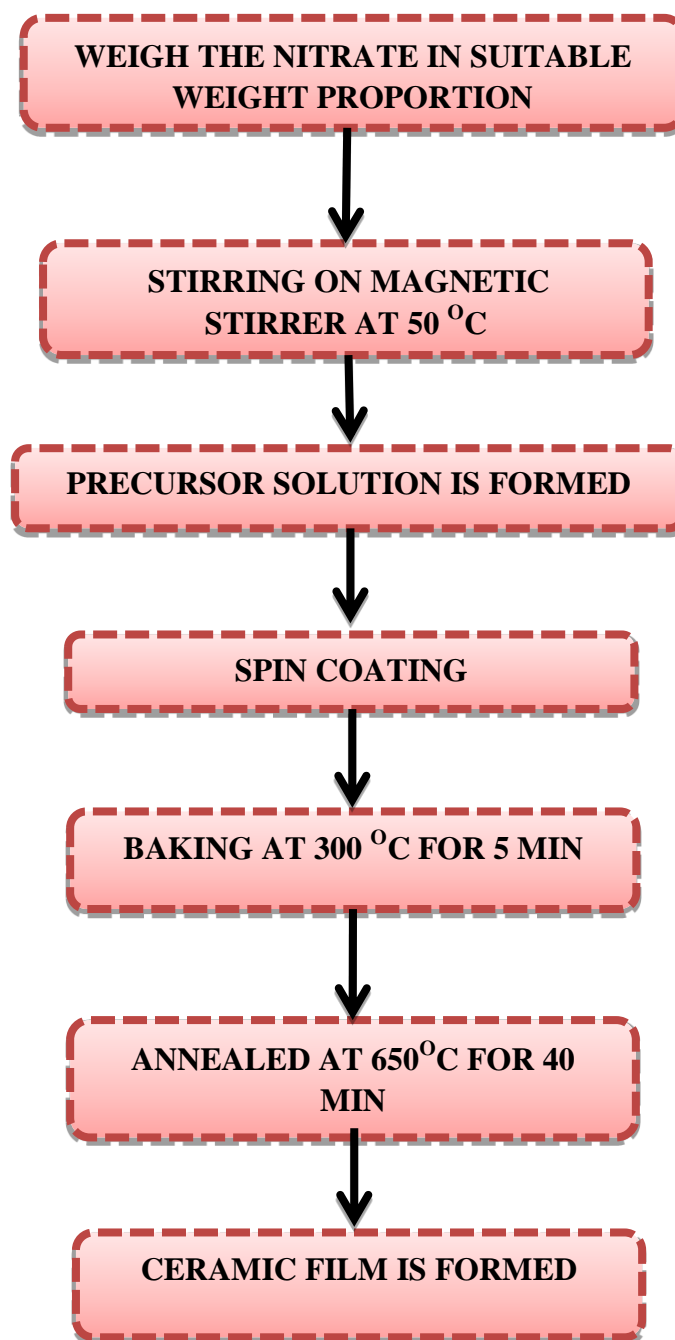 WEIGH THE NITRATE IN SUITABLE
WEIGHT PROPORTION
STIRRING ON MAGNETIC
STIRRER AT 50 ᴼC
PRECURSOR SOLUTION IS FORMED
SPIN COATING
BAKING AT 300 ᴼC FOR 5 MIN
ANNEALED AT 650ᴼC FOR 40
MIN
CERAMIC FILM IS FORMED